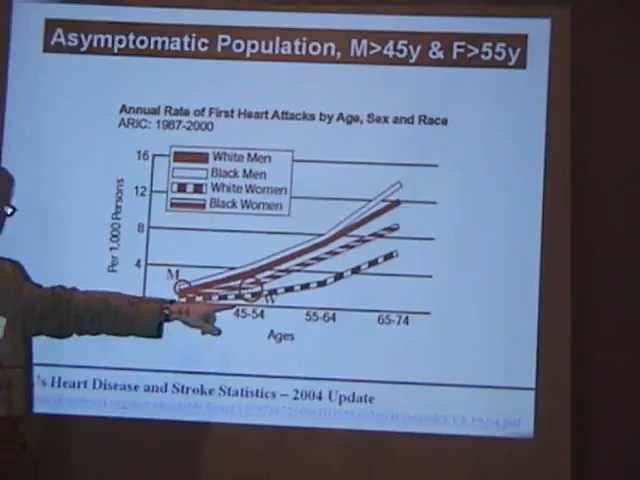 Asymptomatic Population, M>45y & F>55y
Annual Rate of First Heart Attacks by Age, Sex and Race
ARIC: 1987-2000
16
12
8
4
Per 1,000 Persons
White Men
Black Men
White Women
Black Women
M
W
45-54
55-64
65-74
Ages
's Heart Disease and Stroke Statistics – 2004 Update